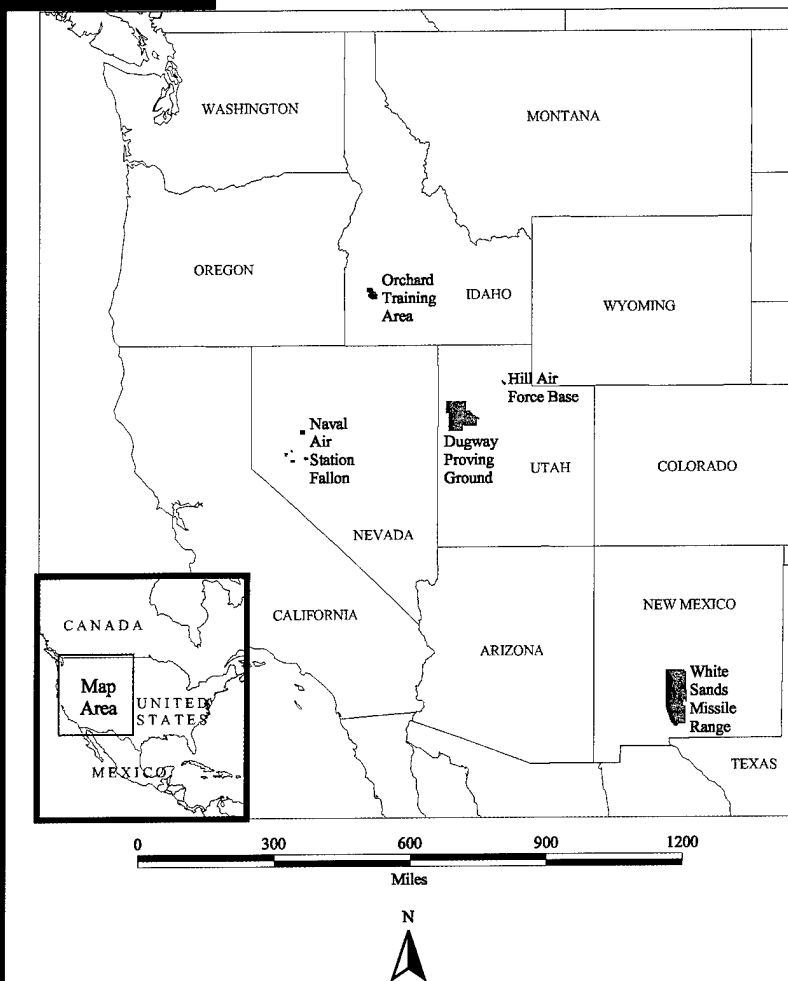 WASHINGTON
MONTANA
OREGON
Orchard
Training
Area
IDAHO
WYOMING
Hill Air
Force Base
Naval
Air
Station
Fallon
Dugway
Proving
Ground
UTAH
COLORADO
NEVADA
CALIFORNIA
ARIZONA
NEW MEXICO
White
Sands
Missile
Range
TEXAS
CANADA
Map
Area
UNITED
STATES
MEXICO
0 300 600 900 1200
Miles
N